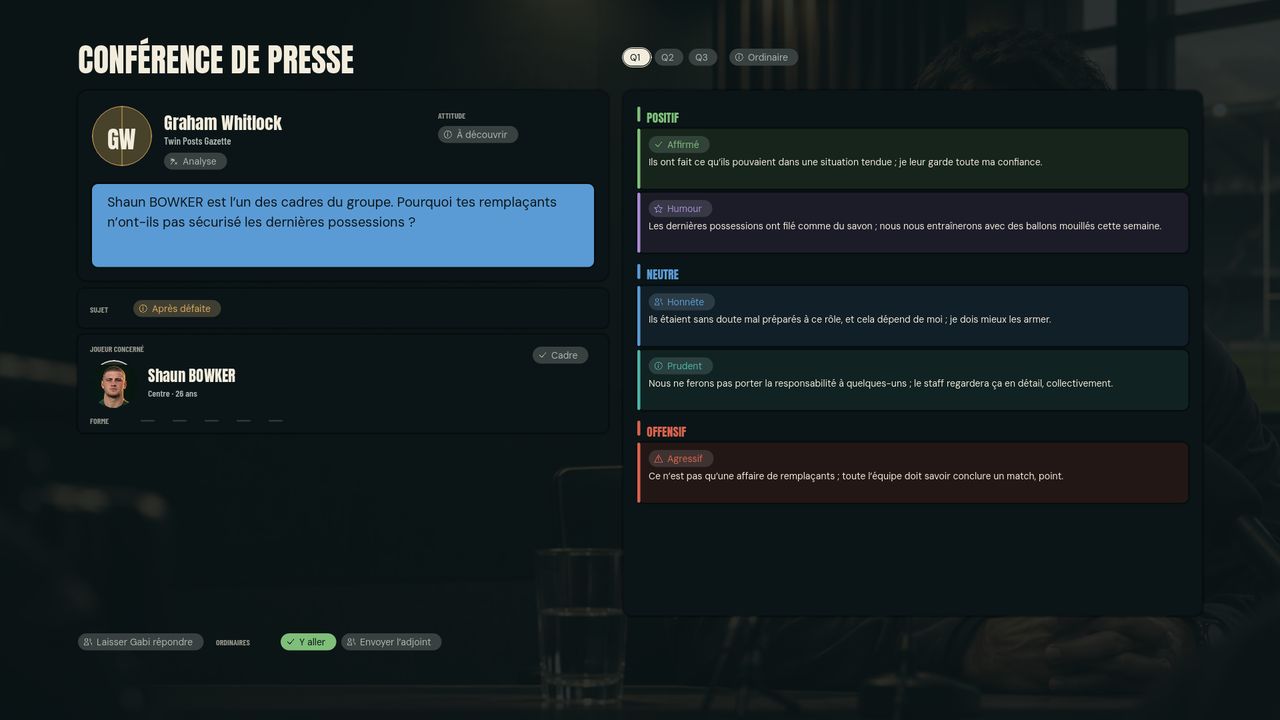 CONFÉRENCE DE PRESSE
GW
Graham Whitlock
Twin Posts Gazette
Analyse
ATTITUDE
À découvrir
Shaun BOWKER est l'un des cadres du groupe. Pourquoi tes remplaçants
n'ont-ils pas sécurisé les dernières possessions ?
SUJET
Après défaite
JOUEUR CONCERNÉ
Shaun BOWKER
Centre · 26 ans
Cadre
FORME — — — — —
Laisser Gabi répondre
ORDINAIRES
Y aller
Envoyer l'adjoint
Q1
Q2
Q3
Ordinaire
POSITIF
Affirmé
Ils ont fait ce qu'ils pouvaient dans une situation tendue ; je leur garde toute ma confiance.
Humour
Les dernières possessions ont filé comme du savon ; nous nous entraînerons avec des ballons mouillés cette semaine.
NEUTRE
Honnête
Ils étaient sans doute mal préparés à ce rôle, et cela dépend de moi ; je dois mieux les armer.
Prudent
Nous ne ferons pas porter la responsabilité à quelques-uns ; le staff regardera ça en détail, collectivement.
OFFENSIF
Agressif
Ce n'est pas qu'une affaire de remplaçants ; toute l'équipe doit savoir conclure un match, point.